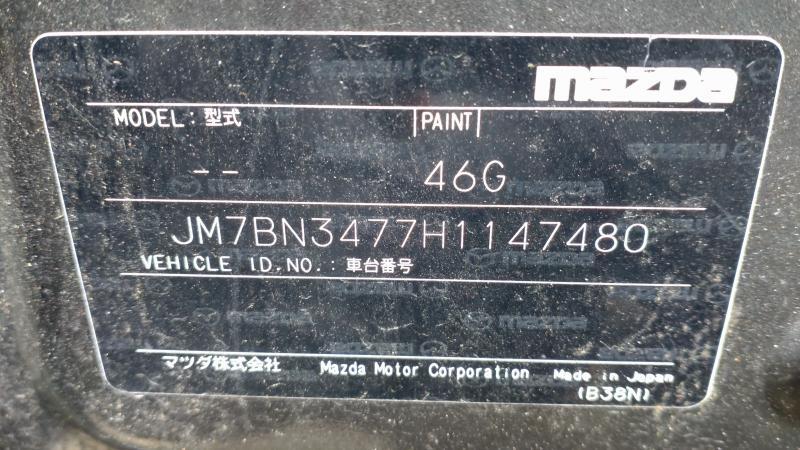 mazda
MODEL: 型式 PAINT
-- 46G
JM7BN3477H1147480
VEHICLE ID.NO.: 車台番号
マツダ株式会社 Mazda Motor Corporation Made in Japan
(B38N)